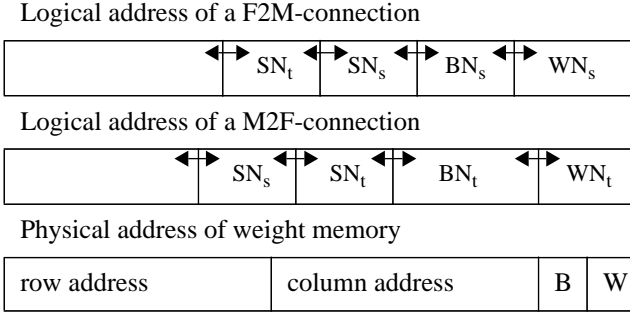 Logical address of a F2M-connection
SNt SNs BNs WNs
Logical address of a M2F-connection
SNs SNt BNt WNt
Physical address of weight memory
row address column address B W